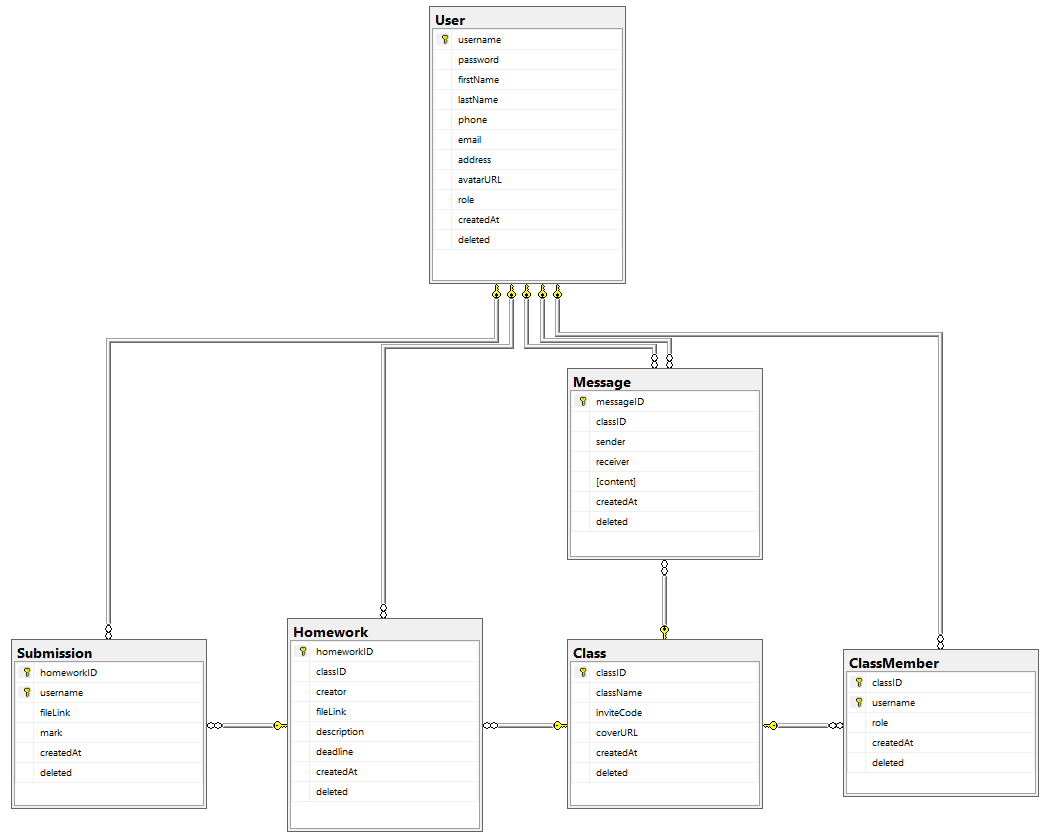 User
username
password
firstName
lastName
phone
email
address
avatarURL
role
createdAt
deleted
Message
messageID
classID
sender
receiver
[content]
createdAt
deleted
Submission
homeworkID
username
fileLink
mark
createdAt
deleted
Homework
homeworkID
classID
creator
fileLink
description
deadline
createdAt
deleted
Class
classID
className
inviteCode
coverURL
createdAt
deleted
ClassMember
classID
username
role
createdAt
deleted